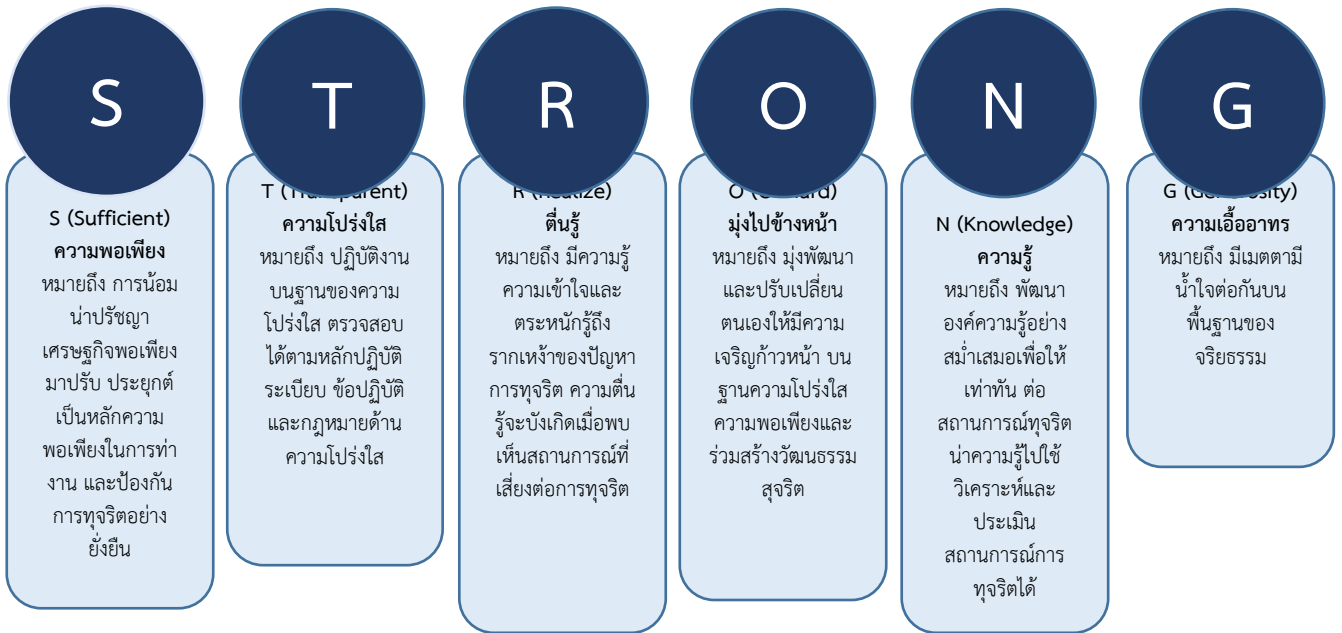 S
S (Sufficient)
ความพอเพียง
หมายถึง การน้อม
น่าปรัชญา
เศรษฐกิจพอเพียง
มาปรับ ประยุกต์
เป็นหลักความ
พอเพียงในการท่า
งาน และป้องกัน
การทุจริตอย่าง
ยั่งยืน
T
T (Transparent)
ความโปร่งใส
หมายถึง ปฏิบัติงาน
บนฐานของความ
โปร่งใส ตรวจสอบ
ได้ตามหลักปฏิบัติ
ระเบียบ ข้อปฏิบัติ
และกฎหมายด้าน
ความโปร่งใส
R
R (Realize)
ตื่นรู้
หมายถึง มีความรู้
ความเข้าใจและ
ตระหนักรู้ถึง
รากเหง้าของปัญหา
การทุจริต ความตื่น
รู้จะบังเกิดเมื่อพบ
เห็นสถานการณ์ที่
เสี่ยงต่อการทุจริต
O
O (Onward)
มุ่งไปข้างหน้า
หมายถึง มุ่งพัฒนา
และปรับเปลี่ยน
ตนเองให้มีความ
เจริญก้าวหน้า บน
ฐานความโปร่งใส
ความพอเพียงและ
ร่วมสร้างวัฒนธรรม
สุจริต
N
N (Knowledge)
ความรู้
หมายถึง พัฒนา
องค์ความรู้อย่าง
สม่ำเสมอเพื่อให้
เท่าทัน ต่อ
สถานการณ์ทุจริต
น่าความรู้ไปใช้
วิเคราะห์และ
ประเมิน
สถานการณ์การ
ทุจริตได้
G
G (Generosity)
ความเอื้ออาทร
หมายถึง มีเมตตามี
น้ำใจต่อกันบน
พื้นฐานของ
จริยธรรม